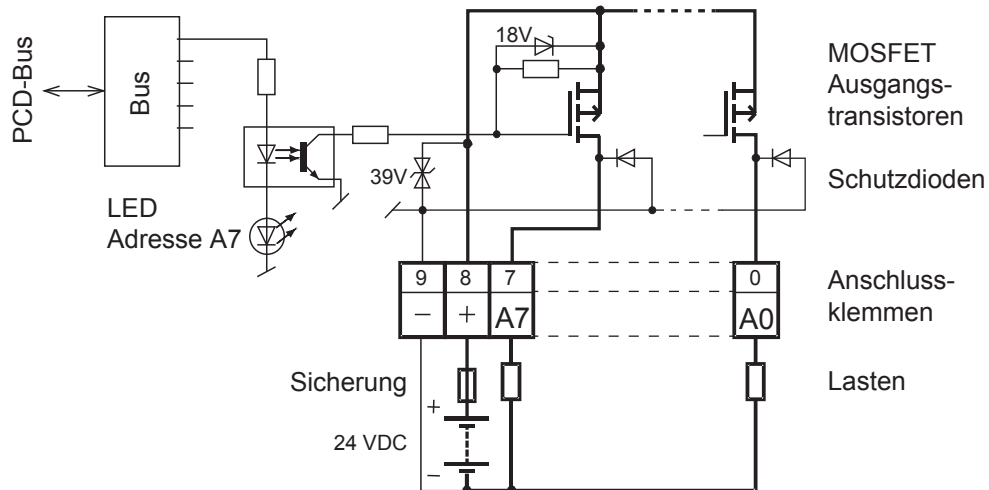 PCD-Bus
Bus
18V
MOSFET
Ausgangs-
transistoren
39V
Schutzdioden
LED
Adresse A7
9 8 7 0
− + A7 A0
Anschluss-
klemmen
Sicherung
Lasten
+
24 VDC
−